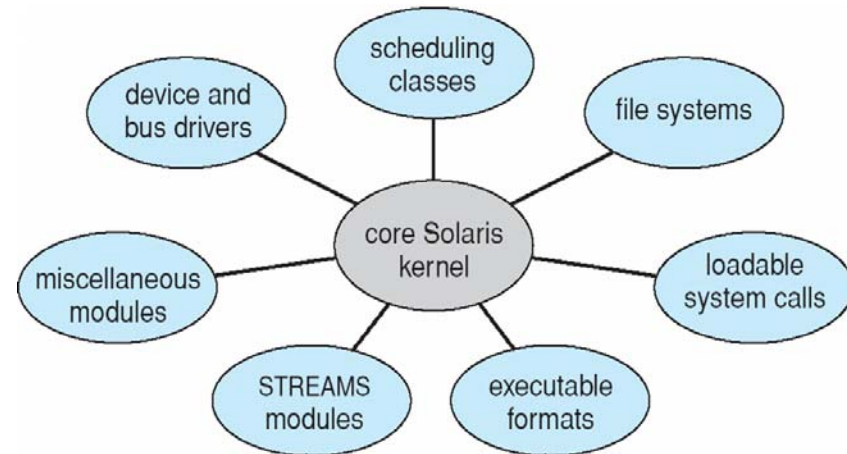 scheduling
classes
device and
bus drivers
file systems
core Solaris
kernel
miscellaneous
modules
loadable
system calls
STREAMS
modules
executable
formats